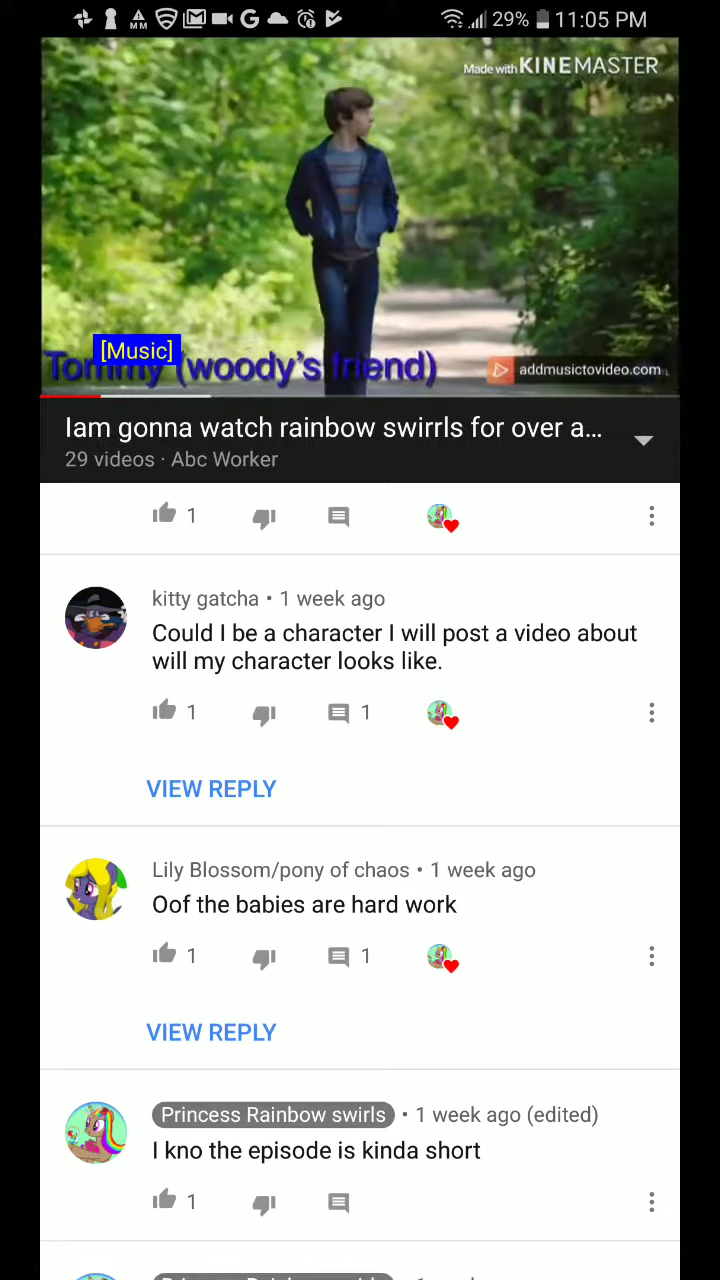 MM
G
29% 11:05 PM
Made with KINEMASTER
[Music]
Tommy (woody's friend)
addmusictovideo.com
Iam gonna watch rainbow swirrls for over a...
29 videos · Abc Worker
1
kitty gatcha • 1 week ago
Could I be a character I will post a video about
will my character looks like.
1 1
VIEW REPLY
Lily Blossom/pony of chaos • 1 week ago
Oof the babies are hard work
1 1
VIEW REPLY
Princess Rainbow swirls • 1 week ago (edited)
I kno the episode is kinda short
1